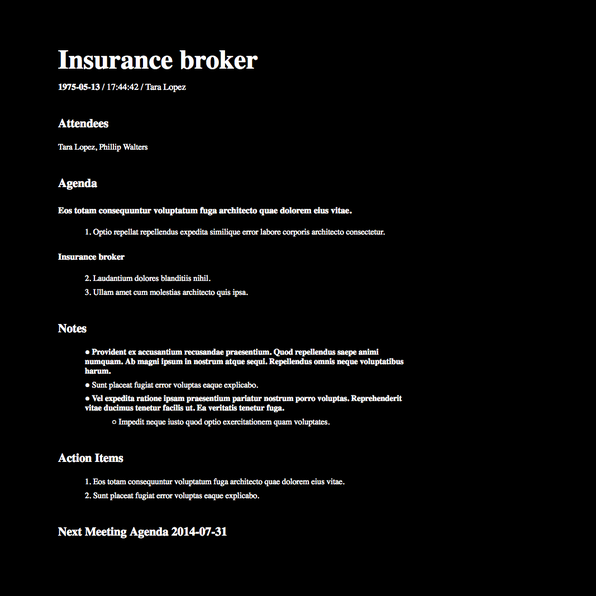 Insurance broker
1975-05-13 / 17:44:42 / Tara Lopez
Attendees
Tara Lopez, Phillip Walters
Agenda
Eos totam consequuntur voluptatum fuga architecto quae dolorem eius vitae.
1. Optio repellat repellendus expedita similique error labore corporis architecto consectetur.
Insurance broker
2. Laudantium dolores blanditiis nihil.
3. Ullam amet cum molestias architecto quis ipsa.
Notes
● Provident ex accusantium recusandae praesentium. Quod repellendus saepe animi
numquam. Ab magni ipsum in nostrum atque sequi. Repellendus omnis neque voluptatibus
harum.
● Sunt placeat fugiat error voluptas eaque explicabo.
● Vel expedita ratione ipsam praesentium pariatur nostrum porro voluptas. Reprehenderit
vitae ducimus tenetur facilis ut. Ea veritatis tenetur fuga.
○ Impedit neque iusto quod optio exercitationem quam voluptates.
Action Items
1. Eos totam consequuntur voluptatum fuga architecto quae dolorem eius vitae.
2. Sunt placeat fugiat error voluptas eaque explicabo.
Next Meeting Agenda 2014-07-31